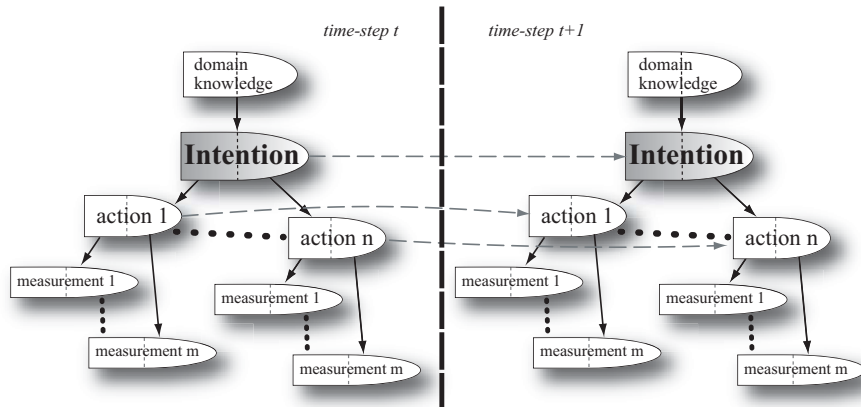 time-step t
domain
knowledge
Intention
action 1
action n
measurement 1
measurement 1
measurement m
measurement m
time-step t+1
domain
knowledge
Intention
action 1
action n
measurement 1
measurement 1
measurement m
measurement m